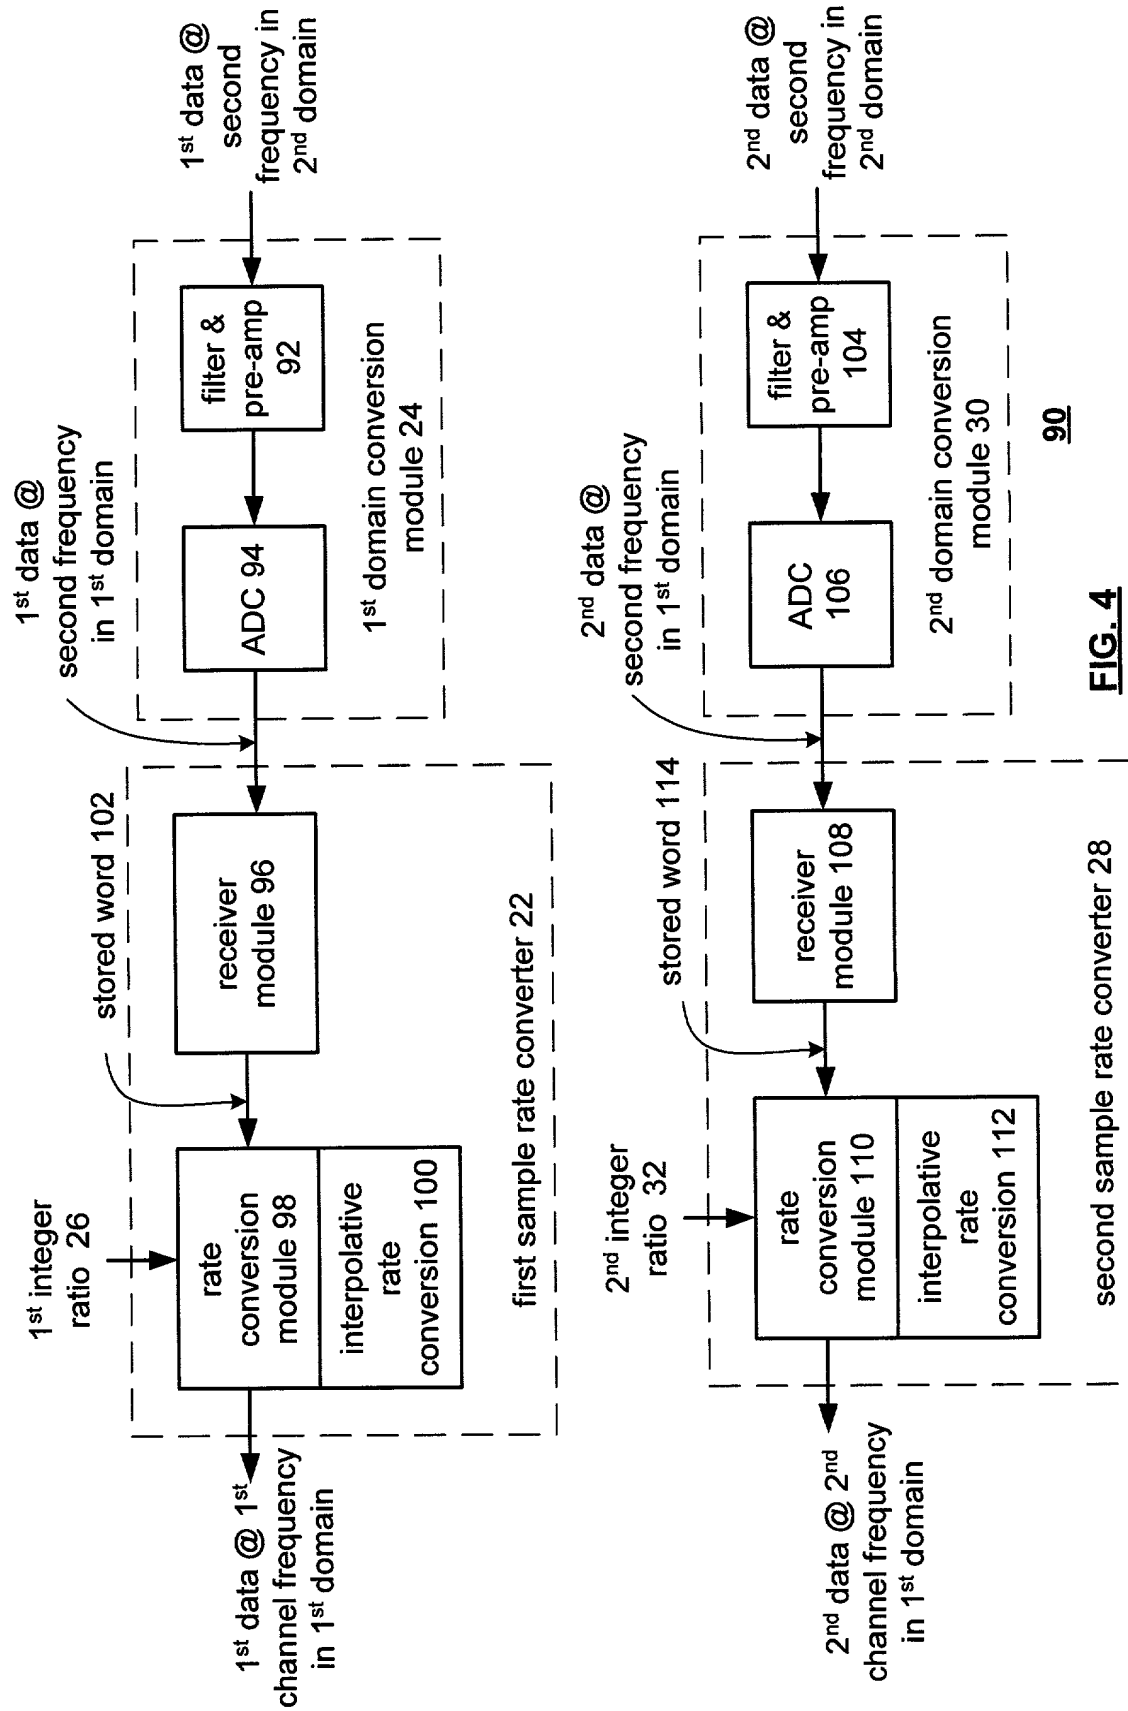 1st integer
ratio 26
stored word 102
1st data @
second frequency
in 1st domain
1st data @ 1st
channel frequency
in 1st domain
rate
conversion
module 98
interpolative
rate
conversion 100
receiver
module 96
ADC 94
filter &
pre-amp
92
1st data @
second
frequency in
2nd domain
first sample rate converter 22
1st domain conversion
module 24
2nd integer
ratio 32
stored word 114
2nd data @
second frequency
in 1st domain
2nd data @ 2nd
channel frequency
in 1st domain
rate
conversion
module 110
interpolative
rate
conversion 112
receiver
module 108
ADC
106
filter &
pre-amp
104
2nd data @
second
frequency in
2nd domain
second sample rate converter 28
2nd domain conversion
module 30
90
FIG. 4